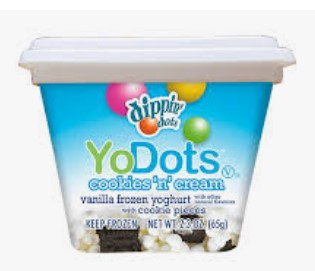 dippin'
dots
YoDots
cookies 'n' cream
vanilla frozen yoghurt with other
natural flavors
with cookie pieces
KEEP FROZEN NET WT 2.3 OZ (65g)